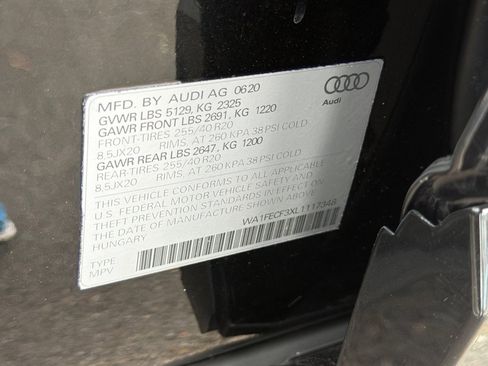 MFD. BY AUDI AG 0620
GVWR LBS 5129, KG 2325
GAWR FRONT LBS 2691, KG 1220
FRONT-TIRES 255/40 R20
8,5JX20 RIMS, AT 260 KPA 38 PSI COLD
GAWR REAR LBS 2647, KG 1200
REAR-TIRES 255/40 R20
8,5JX20 RIMS, AT 260 KPA 38 PSI COLD
THIS VEHICLE CONFORMS TO ALL APPLICABLE
U.S. FEDERAL MOTOR VEHICLE SAFETY AND
THEFT PREVENTION STANDARDS IN EFFECT ON
THE DATE OF MANUFACTURE SHOWN ABOVE.
HUNGARY
WA1FECF3XL1117348
TYPE
MPV
Audi